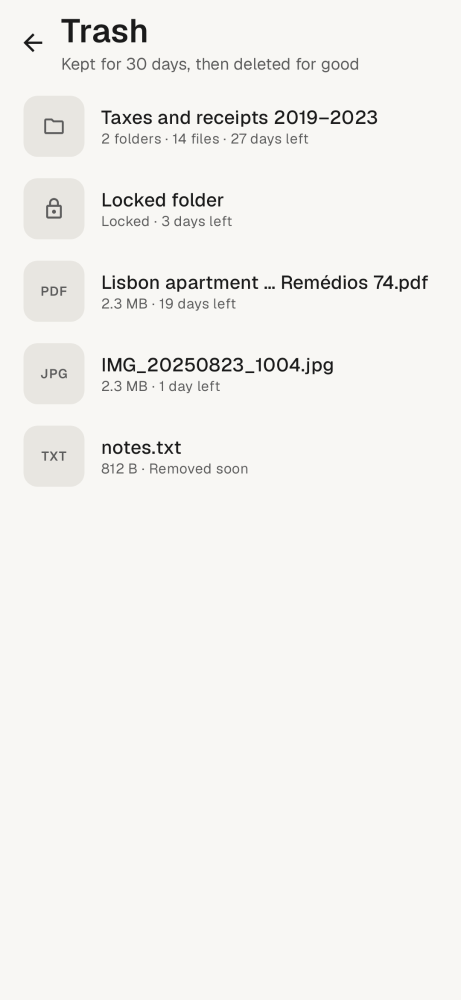 Trash
Kept for 30 days, then deleted for good
Taxes and receipts 2019–2023
2 folders · 14 files · 27 days left
Locked folder
Locked · 3 days left
PDF
Lisbon apartment … Remédios 74.pdf
2.3 MB · 19 days left
JPG
IMG_20250823_1004.jpg
2.3 MB · 1 day left
TXT
notes.txt
812 B · Removed soon